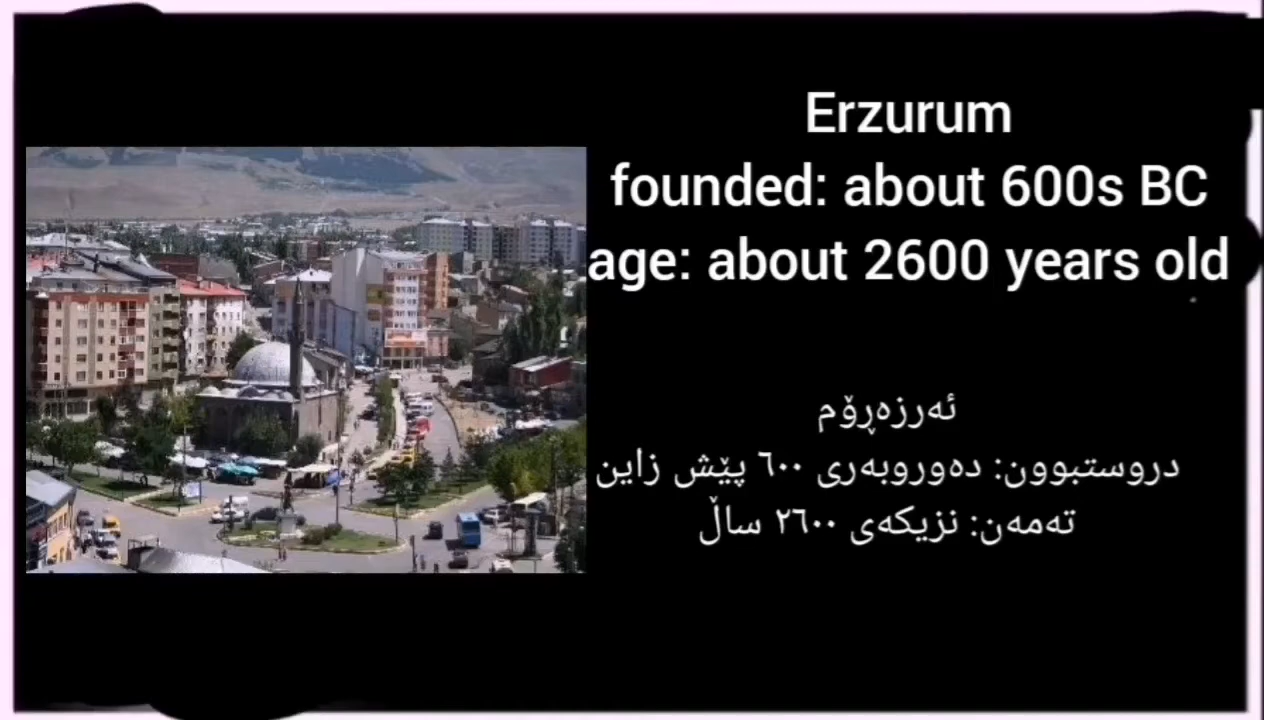 Erzurum
founded: about 600s BC
age: about 2600 years old
ئەرزەڕۆم
دروستبوون: دەوروبەری ٦٠٠ پێش زاین
تەمەن: نزیکەی ٢٦٠٠ ساڵ